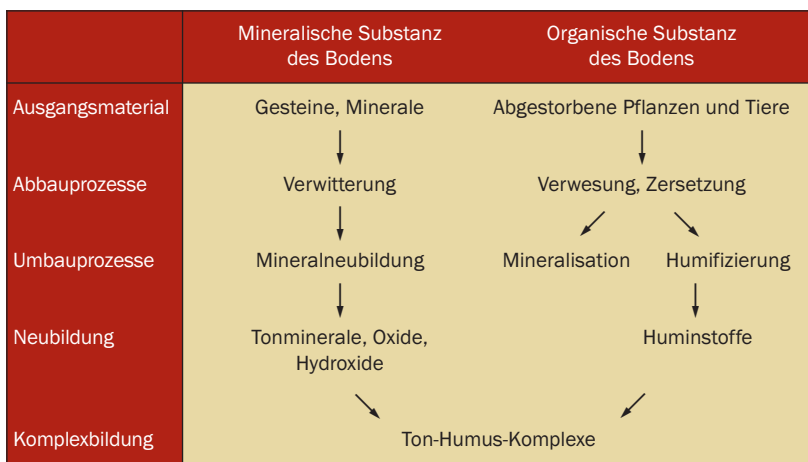 Mineralische Substanz
des Bodens
Organische Substanz
des Bodens
Ausgangsmaterial
Gesteine, Minerale
Abgestorbene Pflanzen und Tiere
Abbauprozesse
Verwitterung
Verwesung, Zersetzung
Umbauprozesse
Mineralneubildung
Mineralisation
Humifizierung
Neubildung
Tonminerale, Oxide,
Hydroxide
Huminstoffe
Komplexbildung
Ton-Humus-Komplexe